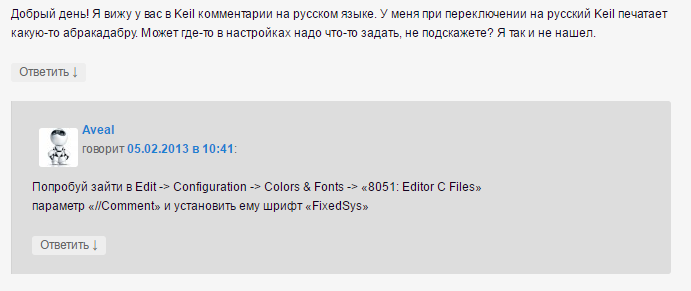 Добрый день! Я вижу у вас в Keil комментарии на русском языке. У меня при переключении на русский Keil печатает
какую-то абракадабру. Может где-то в настройках надо что-то задать, не подскажете? Я так и не нашел.
Ответить ↓
Aveal
говорит 05.02.2013 в 10:41:
Попробуй зайти в Edit -> Configuration -> Colors & Fonts -> «8051: Editor C Files»
параметр «//Comment» и установить ему шрифт «FixedSys»
Ответить ↓